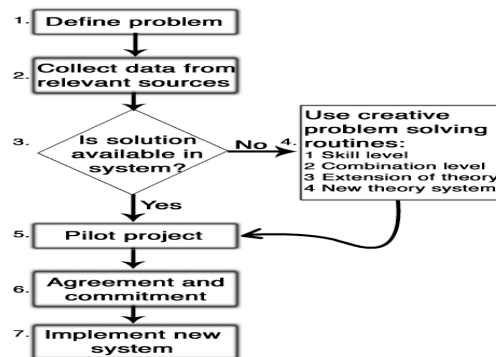 1. Define problem
2. Collect data from
relevant sources
3. Is solution
available in
system?
No
4. Use creative
problem solving
routines:
1 Skill level
2 Combination level
3 Extension of theory
4 New theory system
Yes
5. Pilot project
6. Agreement and
commitment
7. Implement new
system